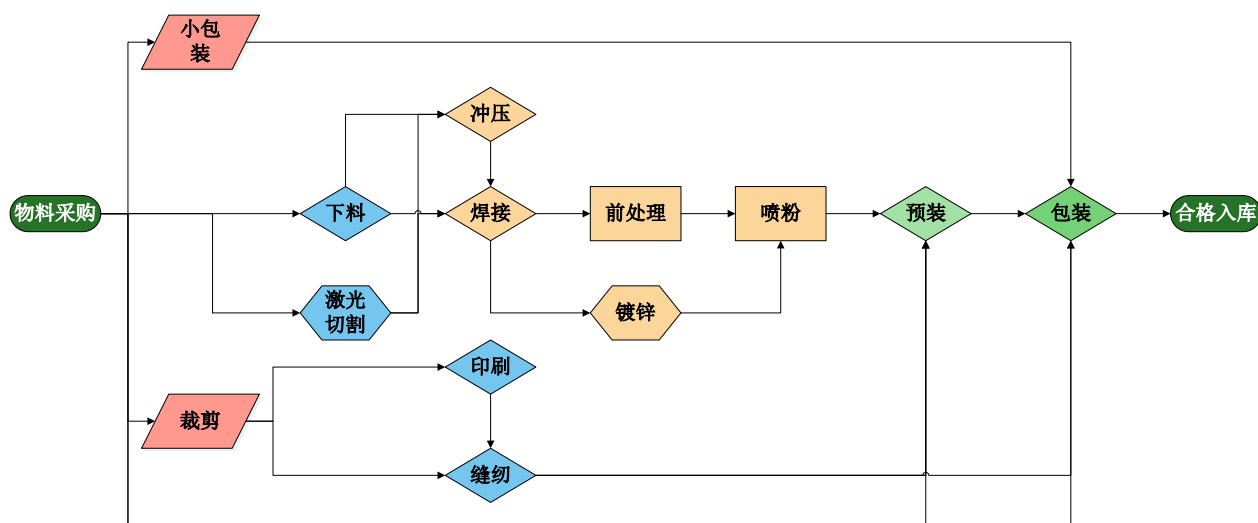 小包
装
冲压
物料采购
下料
焊接
前处理
喷粉
预装
包装
合格入库
激光
切割
镀锌
印刷
裁剪
缝纫